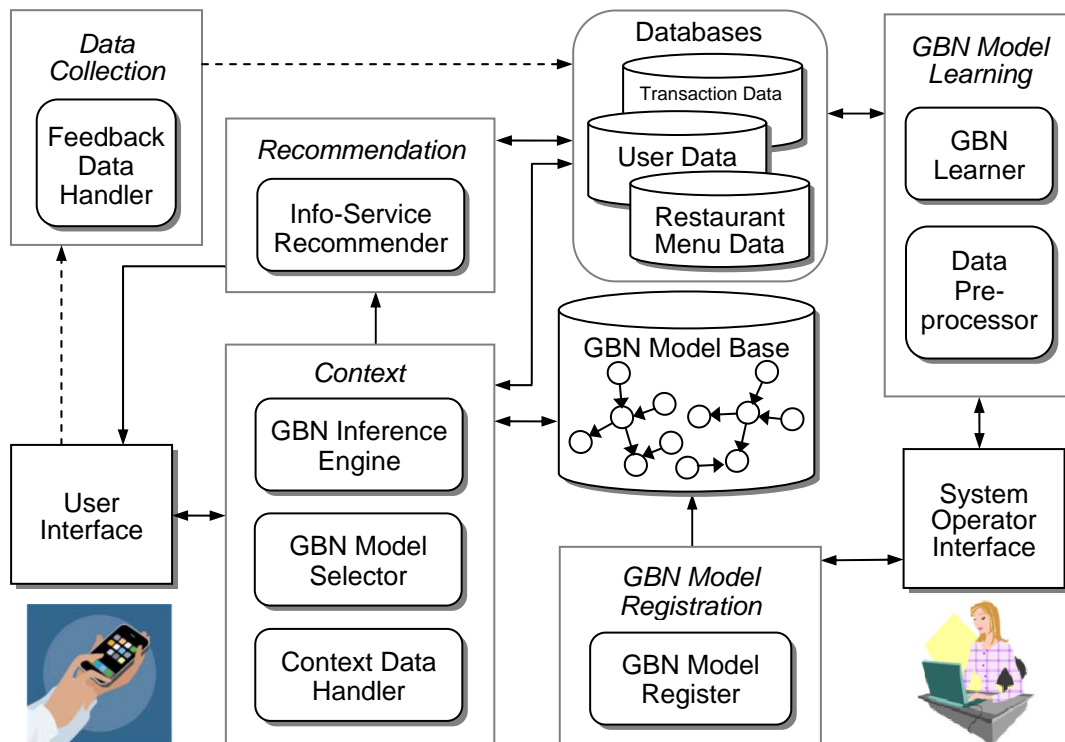 Data
Collection
Feedback
Data
Handler
Recommendation
Info-Service
Recommender
Databases
Transaction Data
User Data
Restaurant
Menu Data
GBN Model
Learning
GBN
Learner
Data
Pre-
processor
GBN Model Base
Context
GBN Inference
Engine
GBN Model
Selector
Context Data
Handler
User
Interface
GBN Model
Registration
GBN Model
Register
System
Operator
Interface